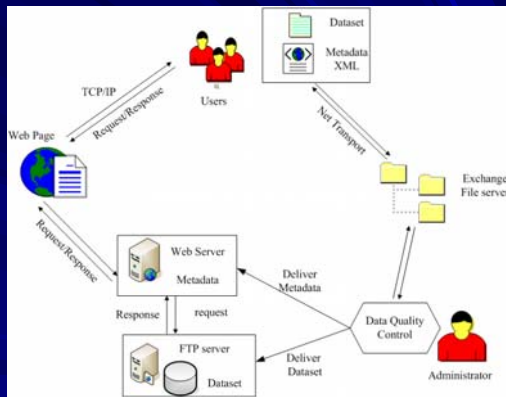 Dataset
Metadata
XML
Users
TCP/IP
Request/Response
Net Transport
Web Page
Exchange
File server
Request/Response
Web Server
Metadata
Deliver
Metadata
Response
request
Data Quality
Control
FTP server
Dataset
Deliver
Dataset
Administrator